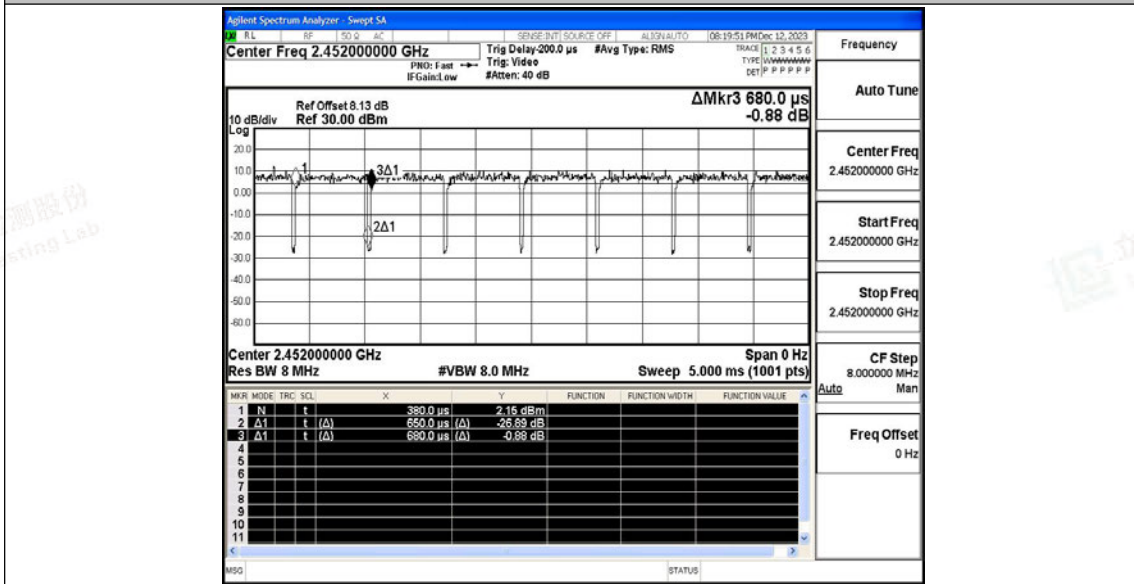 Agilent Spectrum Analyzer - Swept SA
RL RF 50 Ω AC SENSE:INT SOURCE OFF ALIGNAUTO 08:19:51 PM Dec 12, 2023
Center Freq 2.452000000 GHz
PNO: Fast
IFGain:Low
Trig Delay-200.0 µs #Avg Type: RMS
Trig: Video
#Atten: 40 dB
TRACE 1 2 3 4 5 6
TYPE
DET P P P P P P
Frequency
Auto Tune
Center Freq
2.452000000 GHz
Start Freq
2.452000000 GHz
Stop Freq
2.452000000 GHz
CF Step
8.000000 MHz
Auto Man
Freq Offset
0 Hz
ΔMkr3 680.0 µs
-0.88 dB
Ref Offset 8.13 dB
10 dB/div Ref 30.00 dBm
Log
20.0
10.0
0.00
-10.0
-20.0
-30.0
-40.0
-50.0
-60.0
1
3Δ1
2Δ1
Center 2.452000000 GHz Span 0 Hz
Res BW 8 MHz #VBW 8.0 MHz Sweep 5.000 ms (1001 pts)
MKR MODE TRC SCL X Y FUNCTION FUNCTION WIDTH FUNCTION VALUE
1 N t 380.0 µs 2.15 dBm
2 Δ1 t (Δ) 650.0 µs (Δ) -26.89 dB
3 Δ1 t (Δ) 680.0 µs (Δ) -0.88 dB
4
5
6
7
8
9
10
11
MSG STATUS